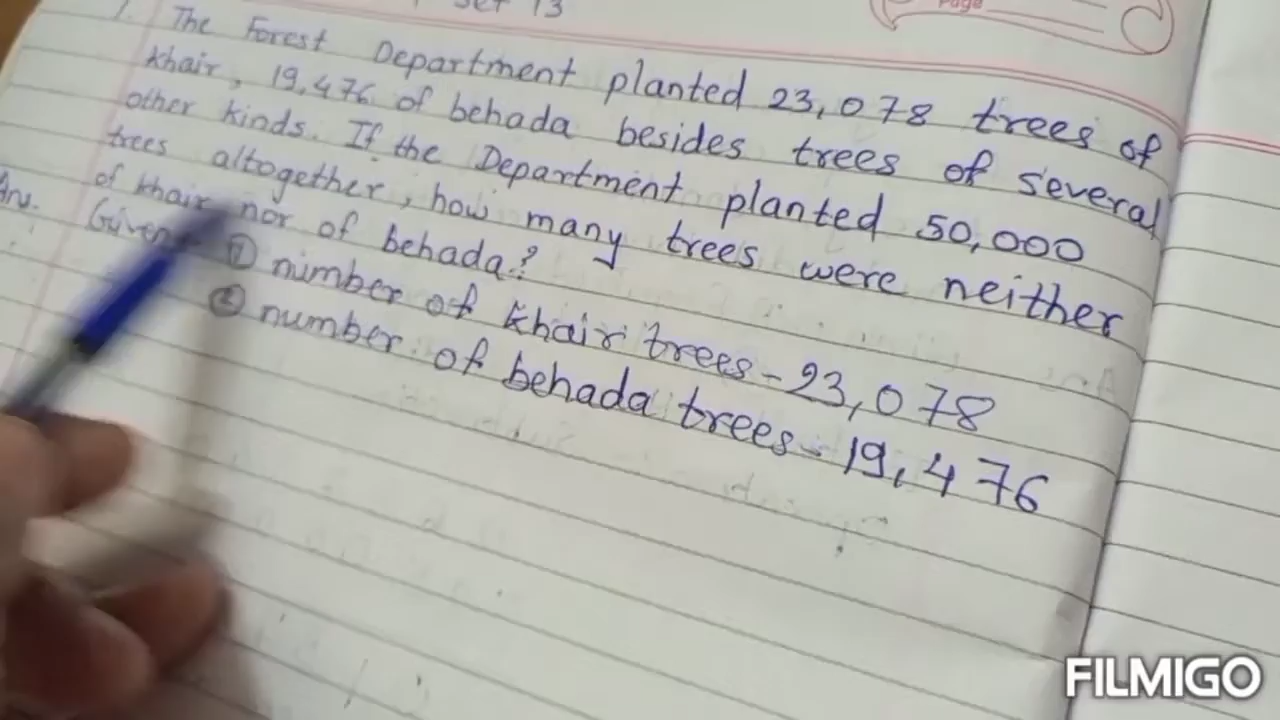 Set 13
Page
1. The Forest Department planted 23,078 trees of
khair, 19,476 of behada besides trees of several
other kinds. If the Department planted 50,000
trees altogether, how many trees were neither
of khair nor of behada?
Ans. Given ① number of khair trees - 23,078
② number of behada trees - 19,476
FILMIGO